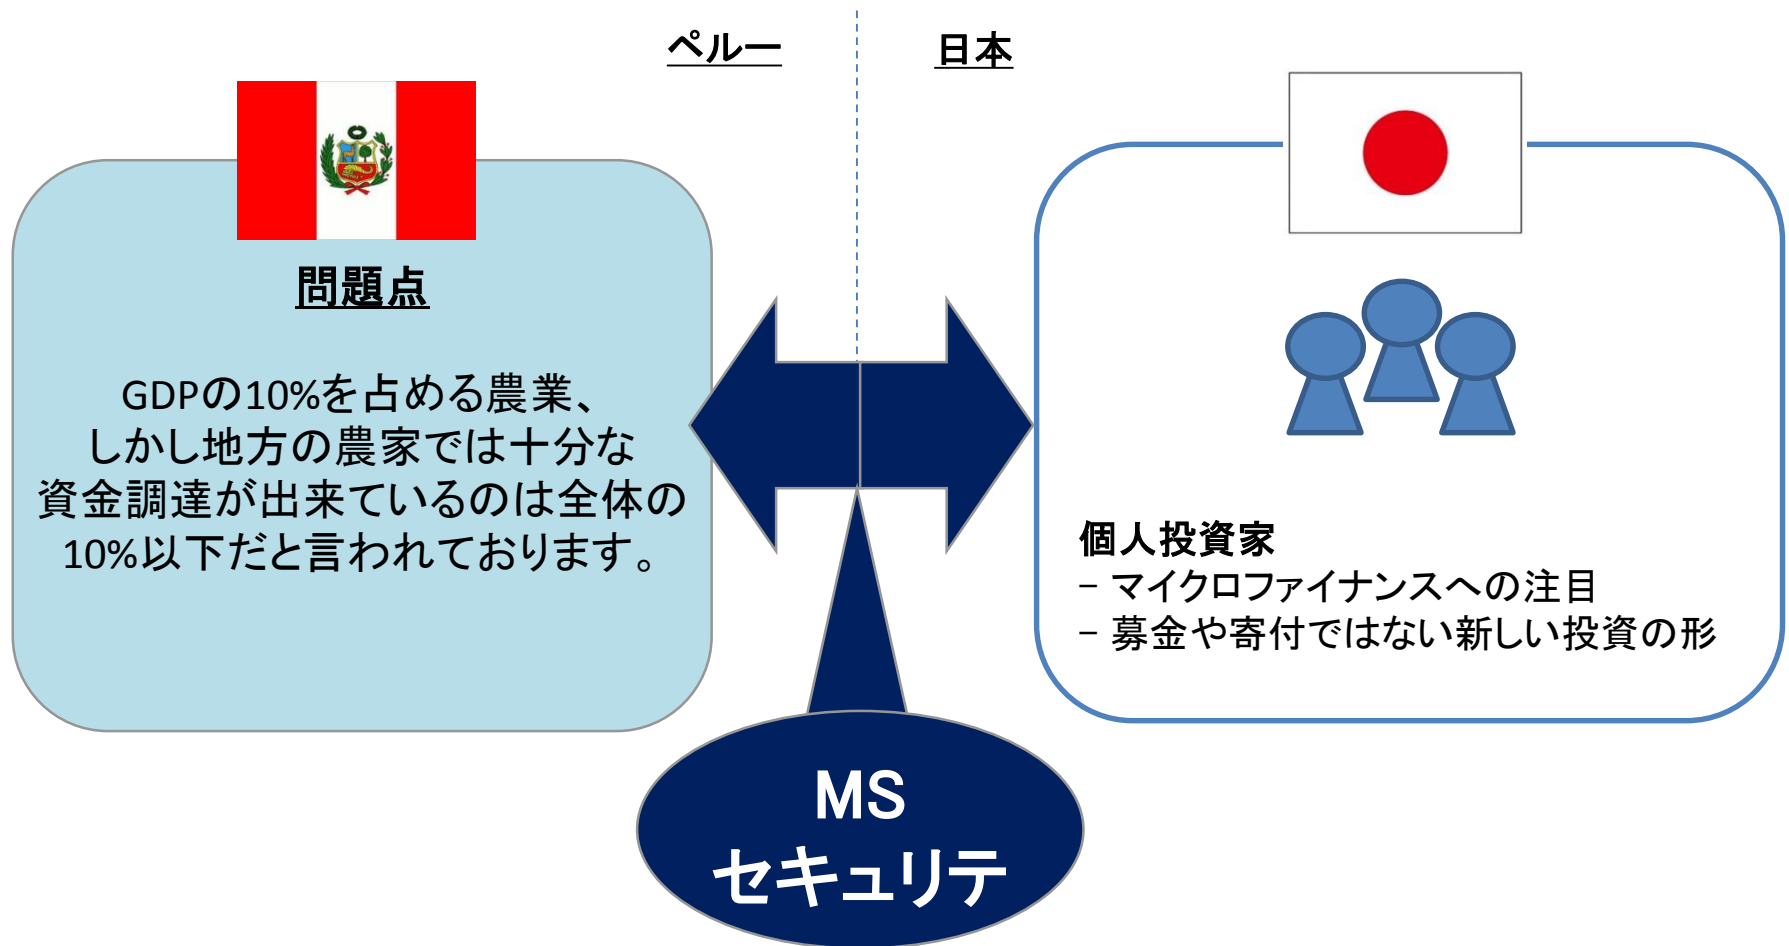 ペルー
日本
問題点
GDPの10%を占める農業、
しかし地方の農家では十分な
資金調達が出来ているのは全体の
10%以下だと言われております。
個人投資家
- マイクロファイナンスへの注目
- 募金や寄付ではない新しい投資の形
MS
セキュリテ